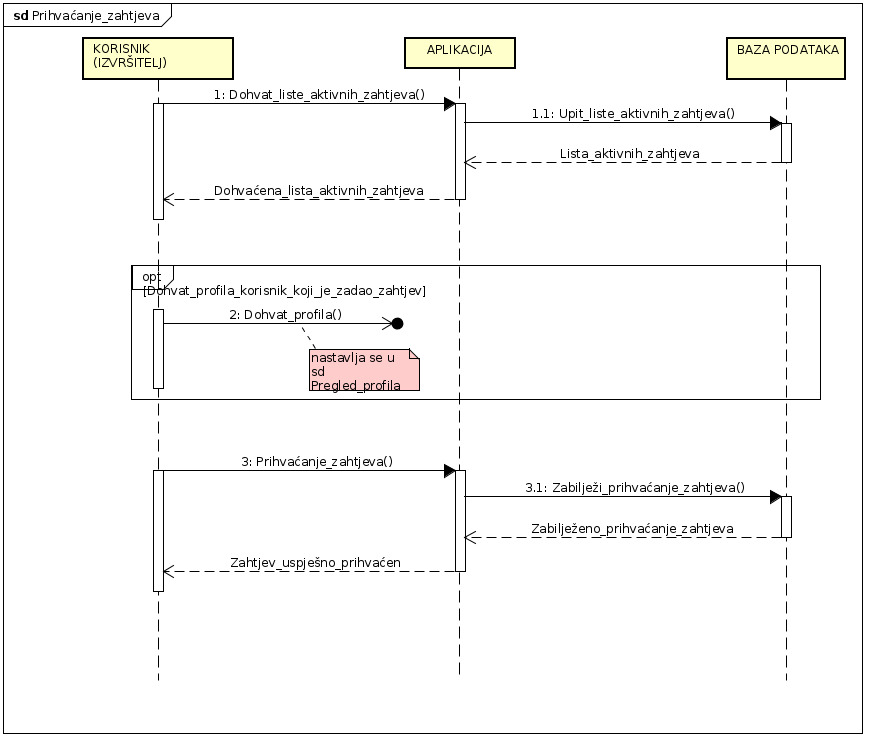 sd Prihvaćanje_zahtjeva
KORISNIK
(IZVRŠITELJ)
APLIKACIJA
BAZA PODATAKA
1: Dohvat_liste_aktivnih_zahtjeva()
1.1: Upit_liste_aktivnih_zahtjeva()
Lista_aktivnih_zahtjeva
Dohvaćena_lista_aktivnih_zahtjeva
opt
[Dohvat_profila_korisnik_koji_je_zadao_zahtjev]
2: Dohvat_profila()
nastavlja se u
sd
Pregled_profila
3: Prihvaćanje_zahtjeva()
3.1: Zabilježi_prihvaćanje_zahtjeva()
Zabilježeno_prihvaćanje_zahtjeva
Zahtjev_uspješno_prihvaćen